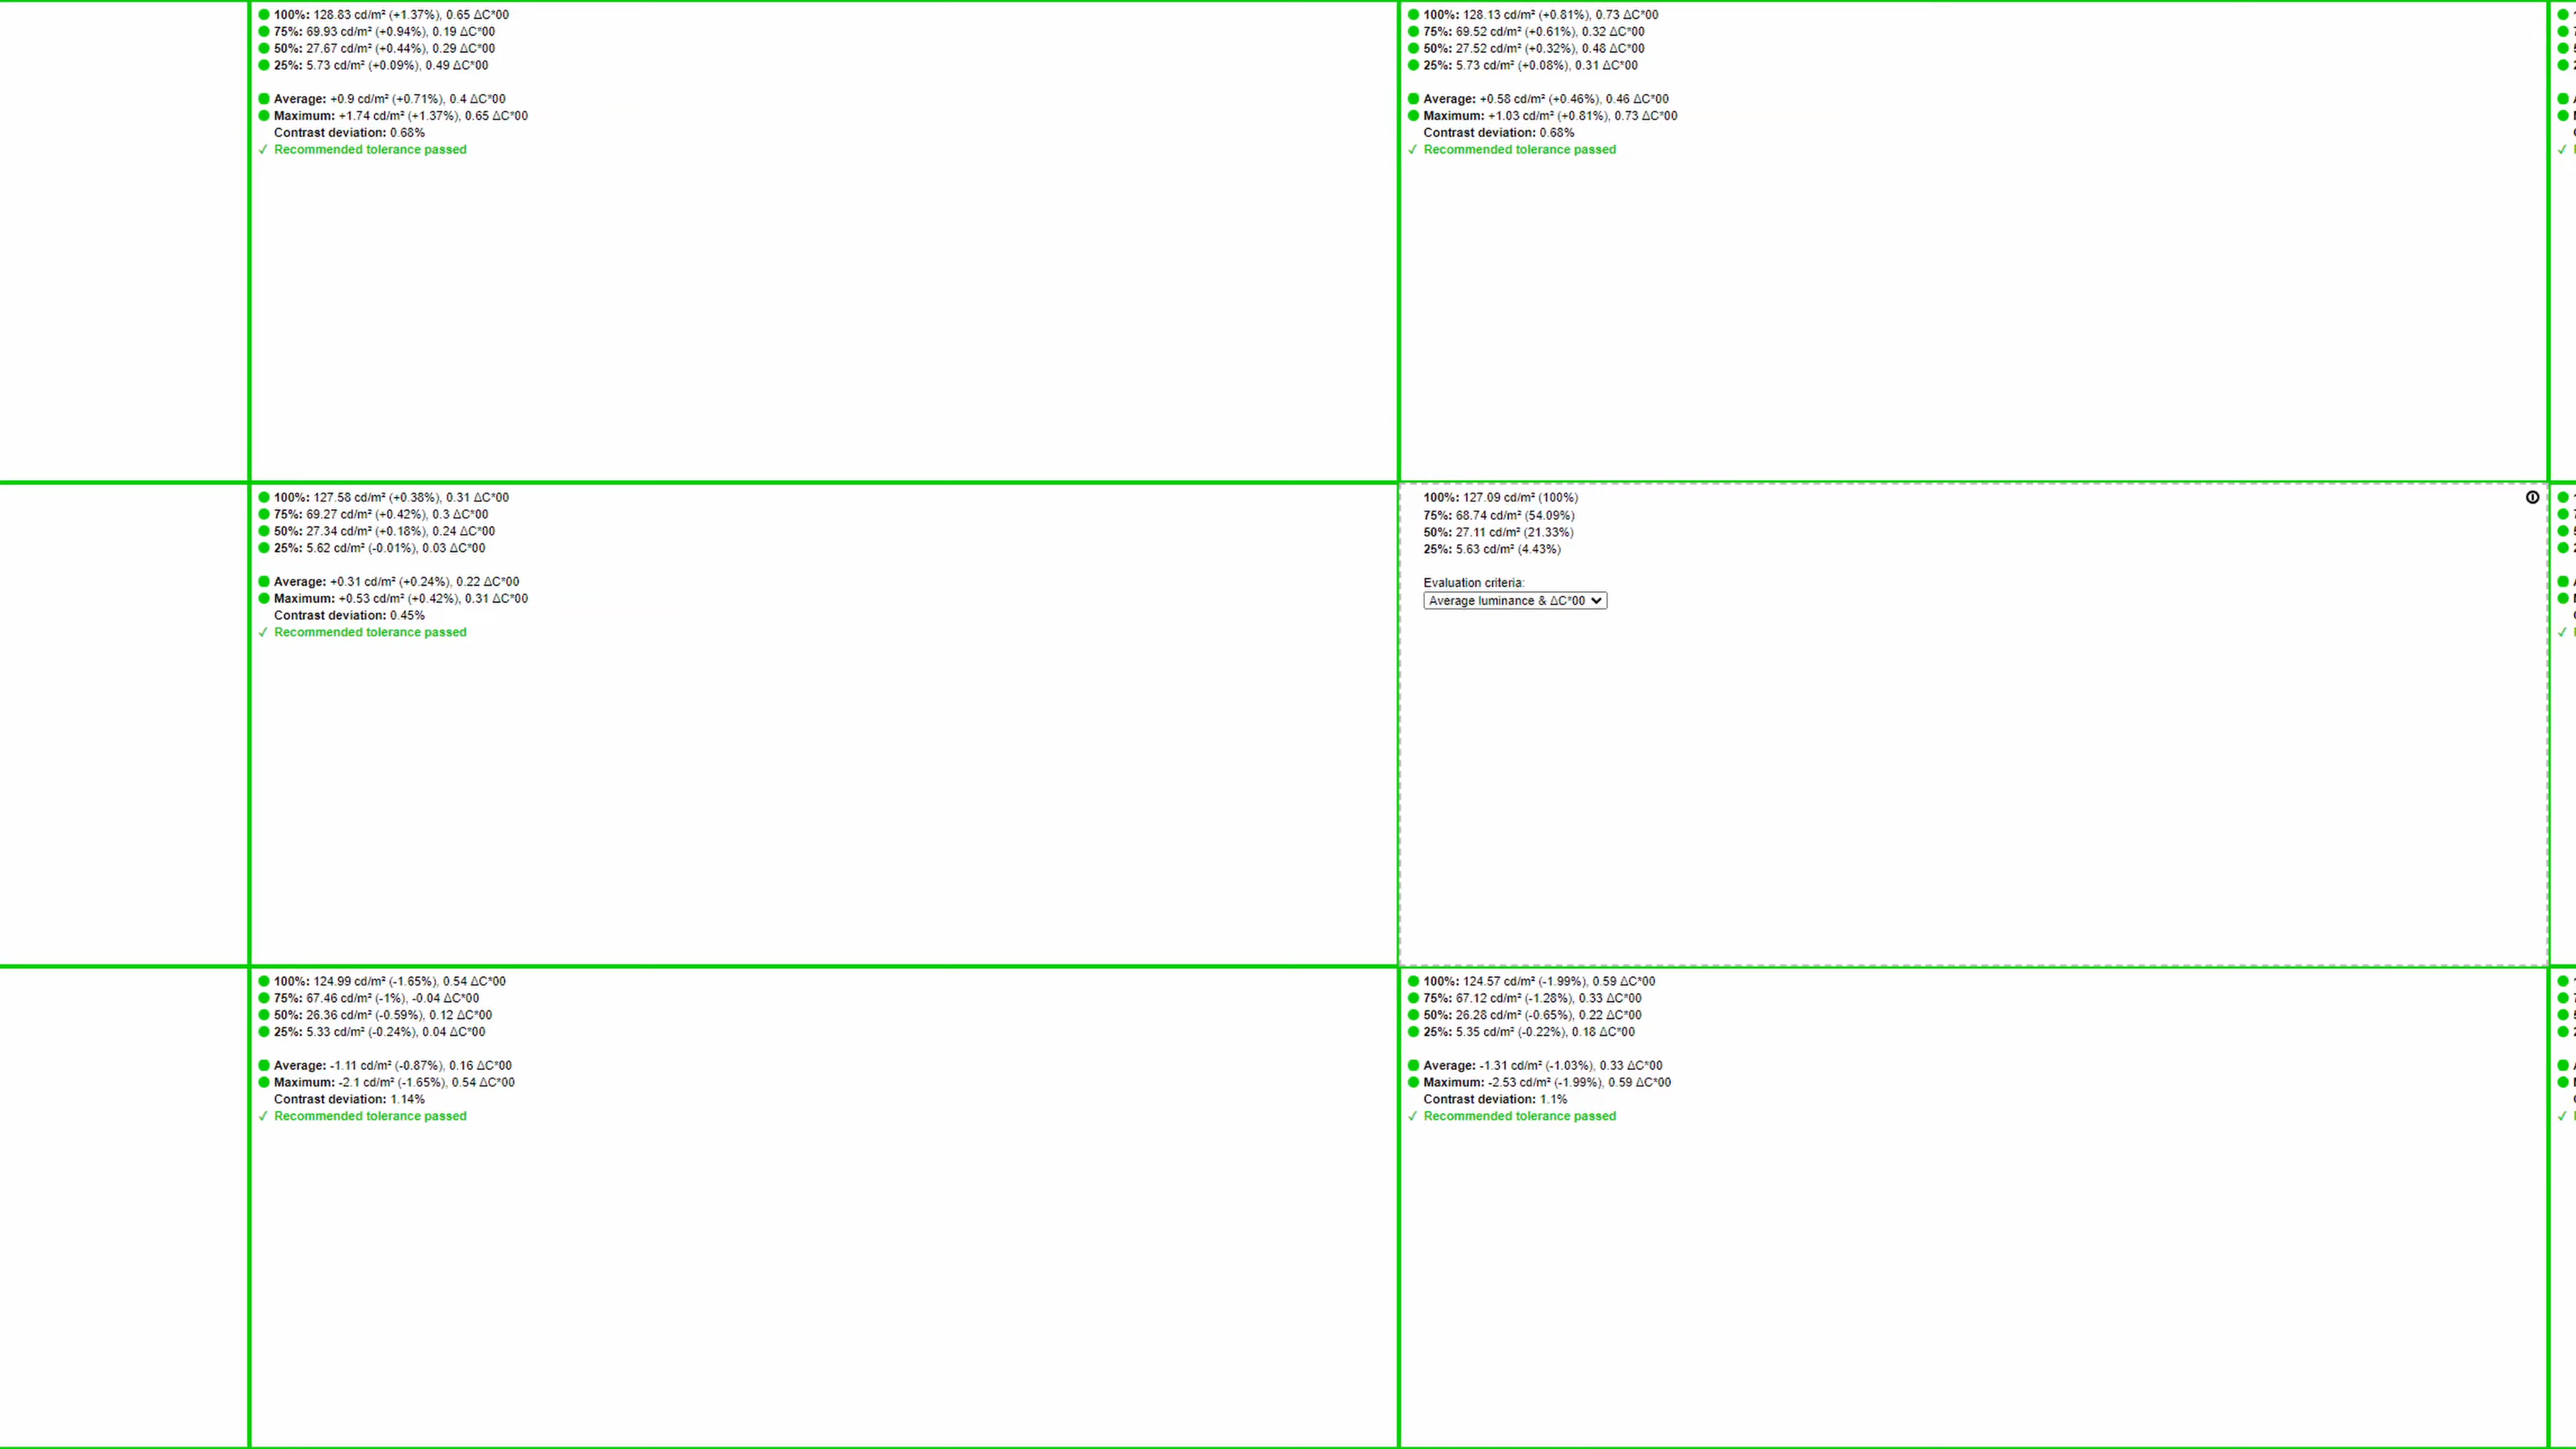 100%: 128.83 cd/m² (+1.37%), 0.65 ΔC*00
75%: 69.93 cd/m² (+0.94%), 0.19 ΔC*00
50%: 27.67 cd/m² (+0.44%), 0.29 ΔC*00
25%: 5.73 cd/m² (+0.09%), 0.49 ΔC*00
Average: +0.9 cd/m² (+0.71%), 0.4 ΔC*00
Maximum: +1.74 cd/m² (+1.37%), 0.65 ΔC*00
Contrast deviation: 0.68%
✓ Recommended tolerance passed
100%: 128.13 cd/m² (+0.81%), 0.73 ΔC*00
75%: 69.52 cd/m² (+0.61%), 0.32 ΔC*00
50%: 27.52 cd/m² (+0.32%), 0.48 ΔC*00
25%: 5.73 cd/m² (+0.08%), 0.31 ΔC*00
Average: +0.58 cd/m² (+0.46%), 0.46 ΔC*00
Maximum: +1.03 cd/m² (+0.81%), 0.73 ΔC*00
Contrast deviation: 0.68%
✓ Recommended tolerance passed
100%: 127.58 cd/m² (+0.38%), 0.31 ΔC*00
75%: 69.27 cd/m² (+0.42%), 0.3 ΔC*00
50%: 27.34 cd/m² (+0.18%), 0.24 ΔC*00
25%: 5.62 cd/m² (-0.01%), 0.03 ΔC*00
Average: +0.31 cd/m² (+0.24%), 0.22 ΔC*00
Maximum: +0.53 cd/m² (+0.42%), 0.31 ΔC*00
Contrast deviation: 0.45%
✓ Recommended tolerance passed
100%: 127.09 cd/m² (100%)
75%: 68.74 cd/m² (54.09%)
50%: 27.11 cd/m² (21.33%)
25%: 5.63 cd/m² (4.43%)
Evaluation criteria:
Average luminance & ΔC*00
100%: 124.99 cd/m² (-1.65%), 0.54 ΔC*00
75%: 67.46 cd/m² (-1%), -0.04 ΔC*00
50%: 26.36 cd/m² (-0.59%), 0.12 ΔC*00
25%: 5.33 cd/m² (-0.24%), 0.04 ΔC*00
Average: -1.11 cd/m² (-0.87%), 0.16 ΔC*00
Maximum: -2.1 cd/m² (-1.65%), 0.54 ΔC*00
Contrast deviation: 1.14%
✓ Recommended tolerance passed
100%: 124.57 cd/m² (-1.99%), 0.59 ΔC*00
75%: 67.12 cd/m² (-1.28%), 0.33 ΔC*00
50%: 26.28 cd/m² (-0.65%), 0.22 ΔC*00
25%: 5.35 cd/m² (-0.22%), 0.18 ΔC*00
Average: -1.31 cd/m² (-1.03%), 0.33 ΔC*00
Maximum: -2.53 cd/m² (-1.99%), 0.59 ΔC*00
Contrast deviation: 1.1%
✓ Recommended tolerance passed